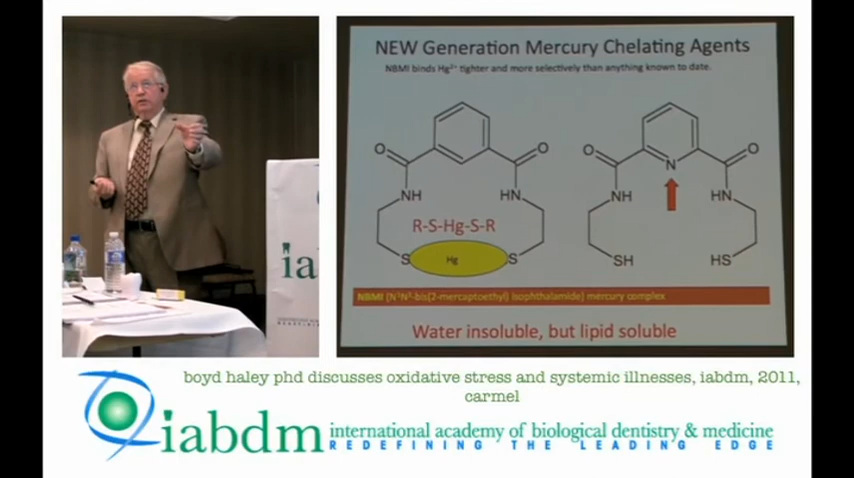 NEW Generation Mercury Chelating Agents
NBMI binds Hg²⁺ tighter and more selectively than anything known to date.
O
O
O
O
N
NH
HN
NH
HN
R-S-Hg-S-R
S
Hg
S
SH
HS
NBMI [N¹N³-bis(2-mercaptoethyl) isophthalamide] mercury complex
Water insoluble, but lipid soluble
ia
boyd haley phd discusses oxidative stress and systemic illnesses, iabdm, 2011,
carmel
iabdm international academy of biological dentistry & medicine
REDEFINING THE LEADING EDGE